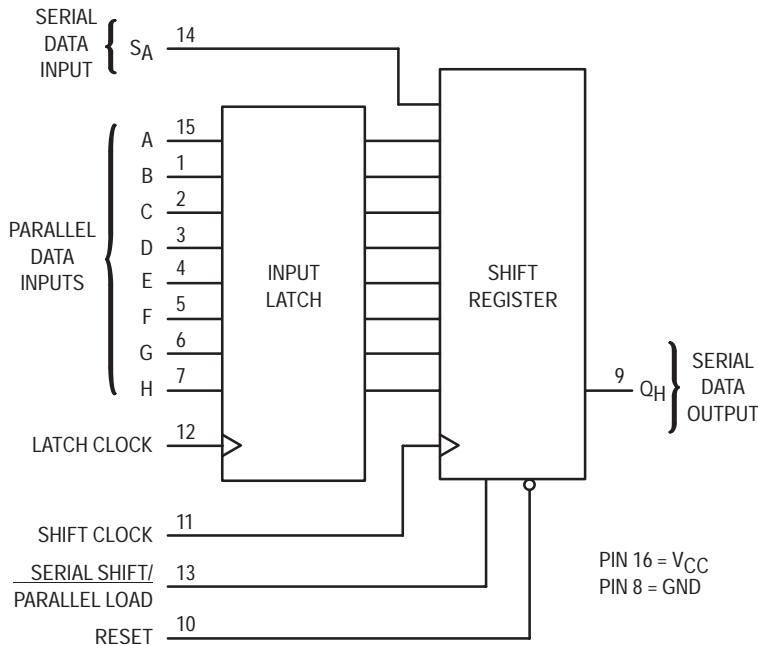 SERIAL
DATA
INPUT
SA
14
A
15
B
1
C
2
D
3
E
4
F
5
G
6
H
7
PARALLEL
DATA
INPUTS
INPUT
LATCH
SHIFT
REGISTER
9
QH
SERIAL
DATA
OUTPUT
LATCH CLOCK
12
SHIFT CLOCK
11
SERIAL SHIFT/
PARALLEL LOAD
13
RESET
10
PIN 16 = VCC
PIN 8 = GND